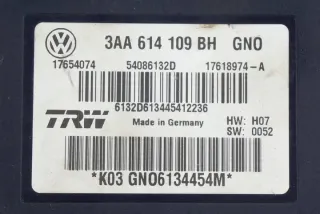 3AA 614 109 BH GNO
17654074 54086132D 17618974-A
6132D613445412236
TRW Made in Germany HW: H07
SW: 0052
*K03 GNO6134454M*